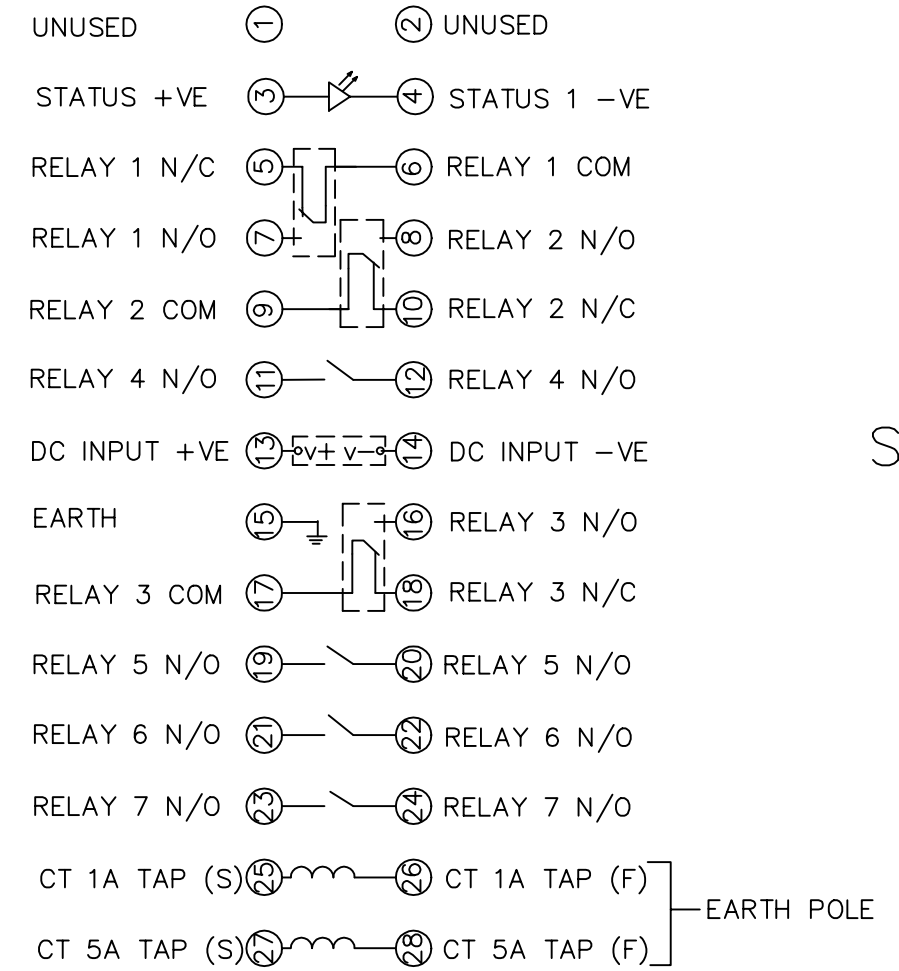 UNUSED 1 2 UNUSED
STATUS +VE 3 4 STATUS 1 -VE
RELAY 1 N/C 5 6 RELAY 1 COM
RELAY 1 N/O 7 8 RELAY 2 N/O
RELAY 2 COM 9 10 RELAY 2 N/C
RELAY 4 N/O 11 12 RELAY 4 N/O
DC INPUT +VE 13 V+ V- 14 DC INPUT -VE
S
EARTH 15 16 RELAY 3 N/O
RELAY 3 COM 17 18 RELAY 3 N/C
RELAY 5 N/O 19 20 RELAY 5 N/O
RELAY 6 N/O 21 22 RELAY 6 N/O
RELAY 7 N/O 23 24 RELAY 7 N/O
CT 1A TAP (S) 25 26 CT 1A TAP (F)
EARTH POLE
CT 5A TAP (S) 27 28 CT 5A TAP (F)